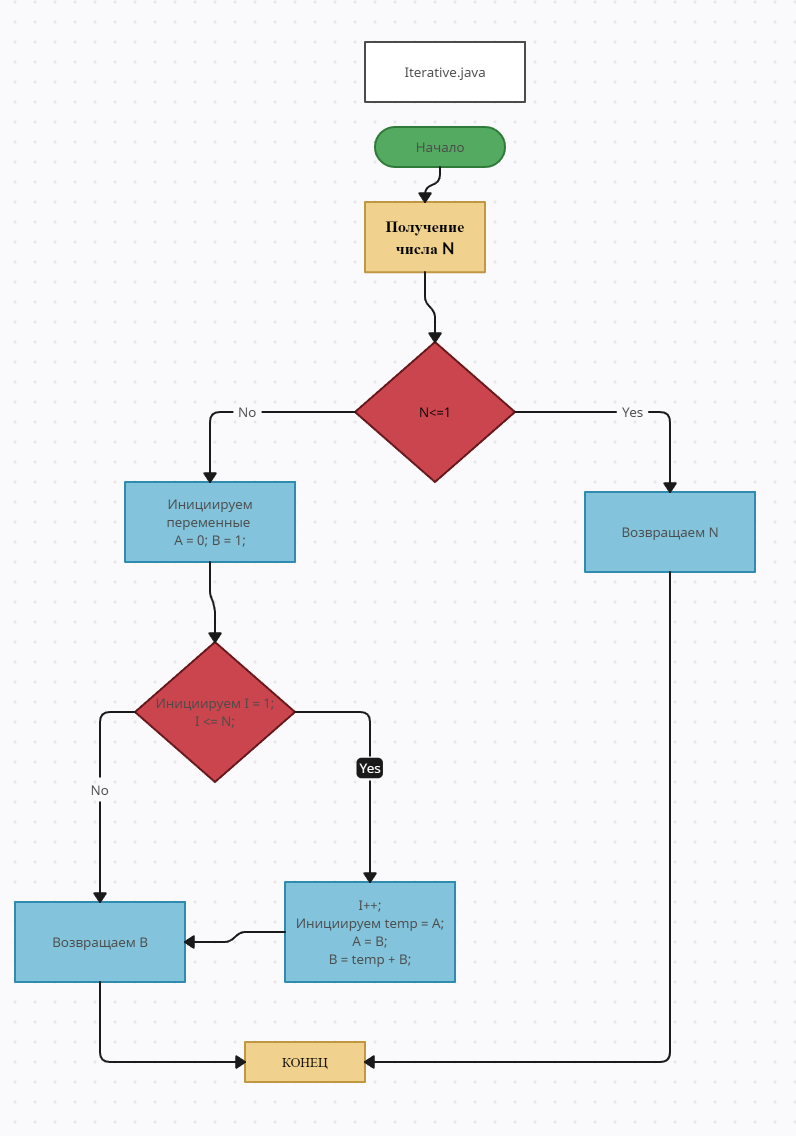 Iterative.java
Начало
Получение
числа N
N<=1
No
Yes
Инициируем
переменные
A = 0; B = 1;
Возвращаем N
Инициируем I = 1;
I <= N;
Yes
No
I++;
Инициируем temp = A;
A = B;
B = temp + B;
Возвращаем B
КОНЕЦ